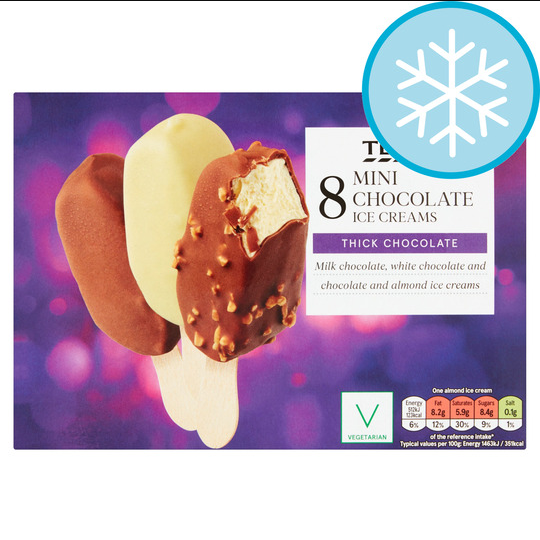 8 MINI
CHOCOLATE
ICE CREAMS
THICK CHOCOLATE
Milk chocolate, white chocolate and
chocolate and almond ice creams
V
VEGETARIAN
One almond ice cream
Energy Fat Saturates Sugars Salt
512kJ
123kcal 8.2g 5.9g 8.4g 0.1g
6% 12% 30% 9% 1%
of the reference intake*
Typical values per 100g: Energy 1463kJ / 351kcal